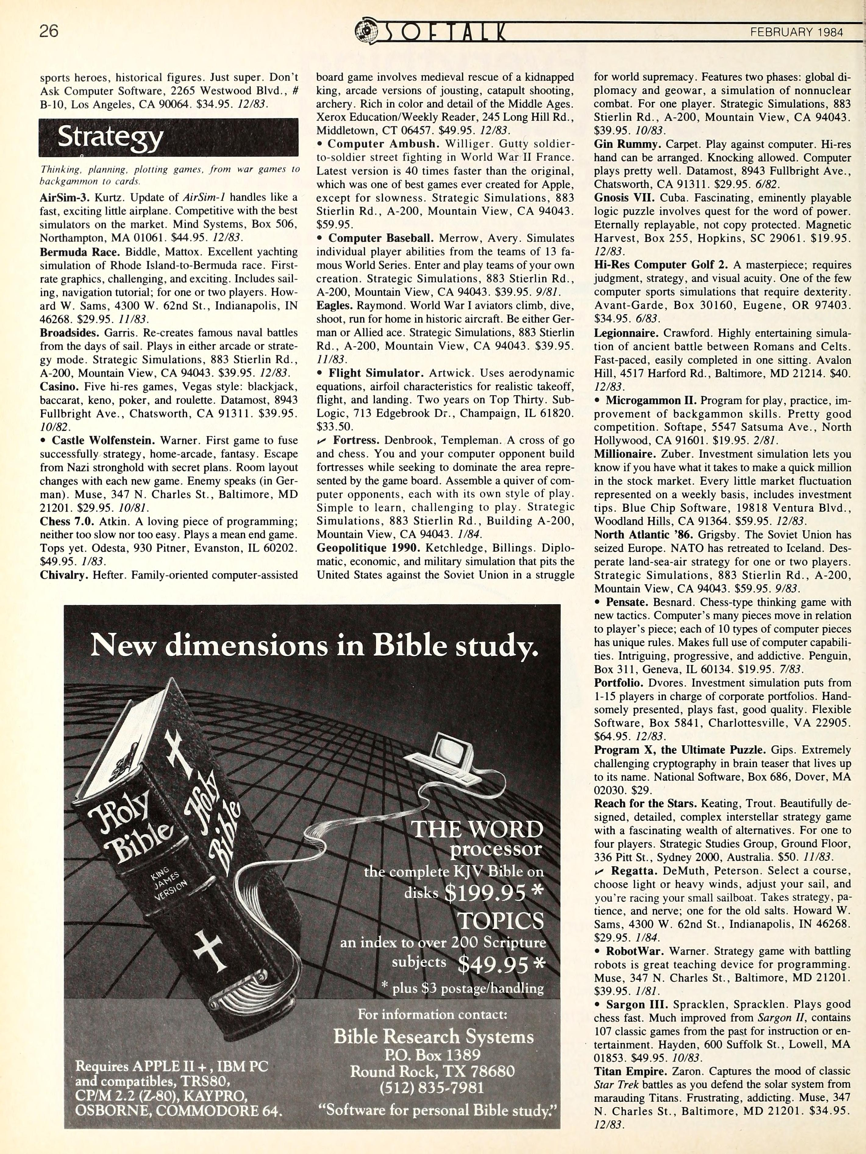 26
SOFTALK
FEBRUARY 1984
sports heroes, historical figures. Just super. Don't
Ask Computer Software, 2265 Westwood Blvd., #
B-10, Los Angeles, CA 90064. $34.95. 12/83.
Strategy
Thinking, planning, plotting games, from war games to
backgammon to cards.
AirSim-3. Kurtz. Update of AirSim-1 handles like a
fast, exciting little airplane. Competitive with the best
simulators on the market. Mind Systems, Box 506,
Northampton, MA 01061. $44.95. 12/83.
Bermuda Race. Biddle, Mattox. Excellent yachting
simulation of Rhode Island-to-Bermuda race. First-
rate graphics, challenging, and exciting. Includes sail-
ing, navigation tutorial; for one or two players. How-
ard W. Sams, 4300 W. 62nd St., Indianapolis, IN
46268. $29.95. 11/83.
Broadsides. Garris. Re-creates famous naval battles
from the days of sail. Plays in either arcade or strate-
gy mode. Strategic Simulations, 883 Stierlin Rd.,
A-200, Mountain View, CA 94043. $39.95. 12/83.
Casino. Five hi-res games, Vegas style: blackjack,
baccarat, keno, poker, and roulette. Datamost, 8943
Fullbright Ave., Chatsworth, CA 91311. $39.95.
10/82.
• Castle Wolfenstein. Warner. First game to fuse
successfully strategy, home-arcade, fantasy. Escape
from Nazi stronghold with secret plans. Room layout
changes with each new game. Enemy speaks (in Ger-
man). Muse, 347 N. Charles St., Baltimore, MD
21201. $29.95. 10/81.
Chess 7.0. Atkin. A loving piece of programming;
neither too slow nor too easy. Plays a mean end game.
Tops yet. Odesta, 930 Pitner, Evanston, IL 60202.
$49.95. 1/83.
Chivalry. Hefter. Family-oriented computer-assisted
board game involves medieval rescue of a kidnapped
king, arcade versions of jousting, catapult shooting,
archery. Rich in color and detail of the Middle Ages.
Xerox Education/Weekly Reader, 245 Long Hill Rd.,
Middletown, CT 06457. $49.95. 12/83.
• Computer Ambush. Williger. Gutty soldier-
to-soldier street fighting in World War II France.
Latest version is 40 times faster than the original,
which was one of best games ever created for Apple,
except for slowness. Strategic Simulations, 883
Stierlin Rd., A-200, Mountain View, CA 94043.
$59.95.
• Computer Baseball. Merrow, Avery. Simulates
individual player abilities from the teams of 13 fa-
mous World Series. Enter and play teams of your own
creation. Strategic Simulations, 883 Stierlin Rd.,
A-200, Mountain View, CA 94043. $39.95. 9/81.
Eagles. Raymond. World War I aviators climb, dive,
shoot, run for home in historic aircraft. Be either Ger-
man or Allied ace. Strategic Simulations, 883 Stierlin
Rd., A-200, Mountain View, CA 94043. $39.95.
11/83.
• Flight Simulator. Artwick. Uses aerodynamic
equations, airfoil characteristics for realistic takeoff,
flight, and landing. Two years on Top Thirty. Sub-
Logic, 713 Edgebrook Dr., Champaign, IL 61820.
$33.50.
✓ Fortress. Denbrook, Templeman. A cross of go
and chess. You and your computer opponent build
fortresses while seeking to dominate the area repre-
sented by the game board. Assemble a quiver of com-
puter opponents, each with its own style of play.
Simple to learn, challenging to play. Strategic
Simulations, 883 Stierlin Rd., Building A-200,
Mountain View, CA 94043. 1/84.
Geopolitique 1990. Ketchledge, Billings. Diplo-
matic, economic, and military simulation that pits the
United States against the Soviet Union in a struggle
for world supremacy. Features two phases: global di-
plomacy and geowar, a simulation of nonnuclear
combat. For one player. Strategic Simulations, 883
Stierlin Rd., A-200, Mountain View, CA 94043.
$39.95. 10/83.
Gin Rummy. Carpet. Play against computer. Hi-res
hand can be arranged. Knocking allowed. Computer
plays pretty well. Datamost, 8943 Fullbright Ave.,
Chatsworth, CA 91311. $29.95. 6/82.
Gnosis VII. Cuba. Fascinating, eminently playable
logic puzzle involves quest for the word of power.
Eternally replayable, not copy protected. Magnetic
Harvest, Box 255, Hopkins, SC 29061. $19.95.
12/83.
Hi-Res Computer Golf 2. A masterpiece; requires
judgment, strategy, and visual acuity. One of the few
computer sports simulations that require dexterity.
Avant-Garde, Box 30160, Eugene, OR 97403.
$34.95. 6/83.
Legionnaire. Crawford. Highly entertaining simula-
tion of ancient battle between Romans and Celts.
Fast-paced, easily completed in one sitting. Avalon
Hill, 4517 Harford Rd., Baltimore, MD 21214. $40.
12/83.
• Microgammon II. Program for play, practice, im-
provement of backgammon skills. Pretty good
competition. Softape, 5547 Satsuma Ave., North
Hollywood, CA 91601. $19.95. 2/81.
Millionaire. Zuber. Investment simulation lets you
know if you have what it takes to make a quick million
in the stock market. Every little market fluctuation
represented on a weekly basis, includes investment
tips. Blue Chip Software, 19818 Ventura Blvd.,
Woodland Hills, CA 91364. $59.95. 12/83.
North Atlantic '86. Grigsby. The Soviet Union has
seized Europe. NATO has retreated to Iceland. Des-
perate land-sea-air strategy for one or two players.
Strategic Simulations, 883 Stierlin Rd., A-200,
Mountain View, CA 94043. $59.95. 9/83.
• Pensate. Besnard. Chess-type thinking game with
new tactics. Computer's many pieces move in relation
to player's piece; each of 10 types of computer pieces
has unique rules. Makes full use of computer capabili-
ties. Intriguing, progressive, and addictive. Penguin,
Box 311, Geneva, IL 60134. $19.95. 7/83.
Portfolio. Dvores. Investment simulation puts from
1-15 players in charge of corporate portfolios. Hand-
somely presented, plays fast, good quality. Flexible
Software, Box 5841, Charlottesville, VA 22905.
$64.95. 12/83.
Program X, the Ultimate Puzzle. Gips. Extremely
challenging cryptography in brain teaser that lives up
to its name. National Software, Box 686, Dover, MA
02030. $29.
Reach for the Stars. Keating, Trout. Beautifully de-
signed, detailed, complex interstellar strategy game
with a fascinating wealth of alternatives. For one to
four players. Strategic Studies Group, Ground Floor,
336 Pitt St., Sydney 2000, Australia. $50. 11/83.
✓ Regatta. DeMuth, Peterson. Select a course,
choose light or heavy winds, adjust your sail, and
you're racing your small sailboat. Takes strategy, pa-
tience, and nerve; one for the old salts. Howard W.
Sams, 4300 W. 62nd St., Indianapolis, IN 46268.
$29.95. 1/84.
• RobotWar. Warner. Strategy game with battling
robots is great teaching device for programming.
Muse, 347 N. Charles St., Baltimore, MD 21201.
$39.95. 1/81.
• Sargon III. Spracklen, Spracklen. Plays good
chess fast. Much improved from Sargon II, contains
107 classic games from the past for instruction or en-
tertainment. Hayden, 600 Suffolk St., Lowell, MA
01853. $49.95. 10/83.
Titan Empire. Zaron. Captures the mood of classic
Star Trek battles as you defend the solar system from
marauding Titans. Frustrating, addicting. Muse, 347
N. Charles St., Baltimore, MD 21201. $34.95.
12/83.
New dimensions in Bible study.
Holy
Bible
KING
JAMES
VERSION
Holy
Bible
THE WORD
processor
the complete KJV Bible on
disks $199.95*
TOPICS
an index to over 200 Scripture
subjects $49.95*
* plus $3 postage/handling
For information contact:
Bible Research Systems
P.O. Box 1389
Round Rock, TX 78680
(512) 835-7981
"Software for personal Bible study."
Requires APPLE II +, IBM PC
and compatibles, TRS80,
CP/M 2.2 (Z-80), KAYPRO,
OSBORNE, COMMODORE 64.